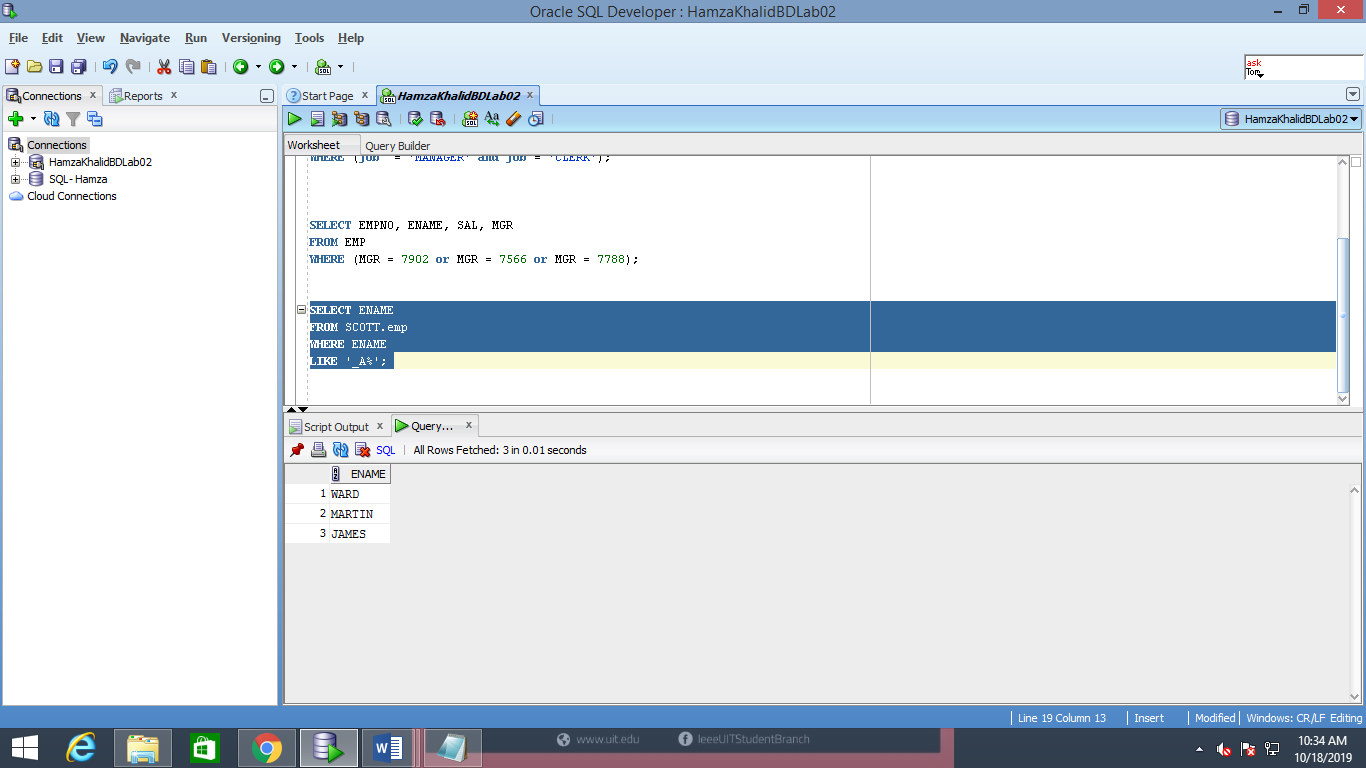 Oracle SQL Developer : HamzaKhalidBDLab02
File Edit View Navigate Run Versioning Tools Help
ask
Tom
Connections x Reports x
Start Page x HamzaKhalidBDLab02 x
HamzaKhalidBDLab02
Connections
HamzaKhalidBDLab02
SQL- Hamza
Cloud Connections
Worksheet Query Builder
WHERE (job = 'MANAGER' and job = 'CLERK');
SELECT EMPNO, ENAME, SAL, MGR
FROM EMP
WHERE (MGR = 7902 or MGR = 7566 or MGR = 7788);
SELECT ENAME
FROM SCOTT.emp
WHERE ENAME
LIKE '_A%';
Script Output x Query... x
SQL | All Rows Fetched: 3 in 0.01 seconds
ENAME
1 WARD
2 MARTIN
3 JAMES
Line 19 Column 13 | Insert | Modified | Windows: CR/LF Editing
www.uit.edu IeeeUITStudentBranch
10:34 AM
10/18/2019